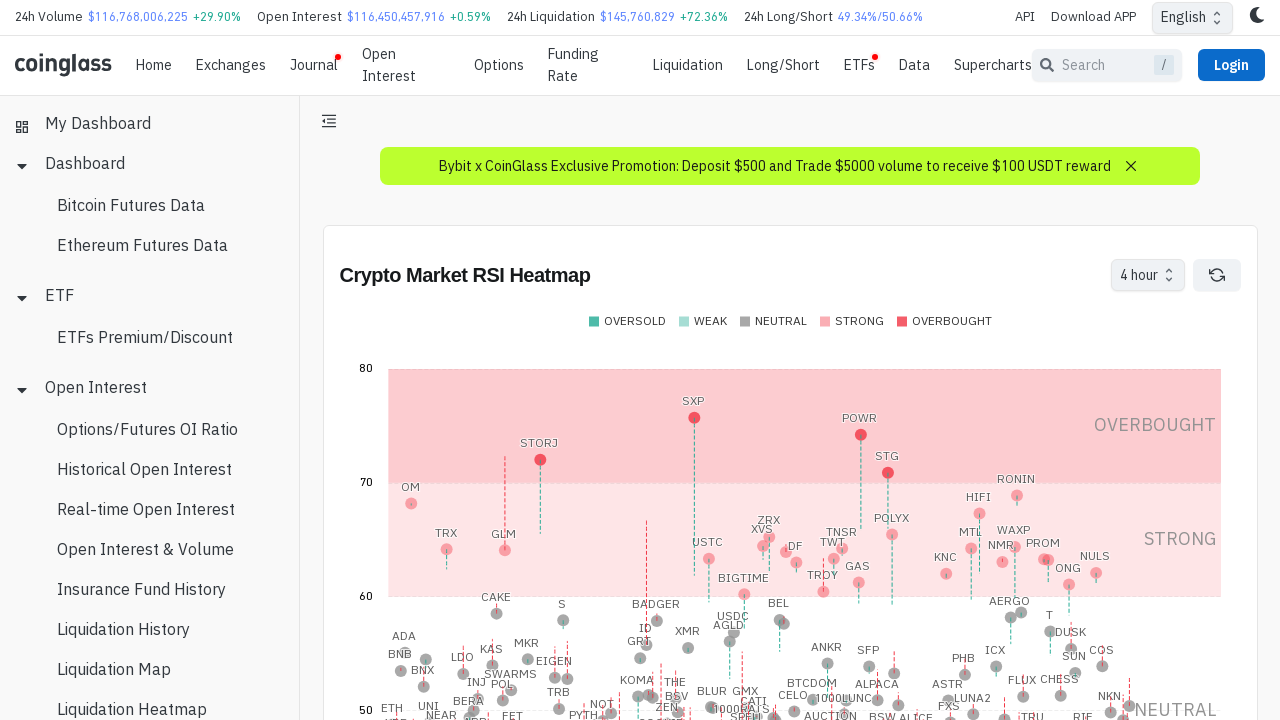 24h Volume $116,768,006,225 +29.90% Open Interest $116,450,457,916 +0.59% 24h Liquidation $145,760,829 +72.36% 24h Long/Short 49.34%/50.66% API Download APP English
coinglass Home Exchanges Journal Open Interest Options Funding Rate Liquidation Long/Short ETFs Data Supercharts Search / Login
My Dashboard
Dashboard
Bitcoin Futures Data
Ethereum Futures Data
ETF
ETFs Premium/Discount
Open Interest
Options/Futures OI Ratio
Historical Open Interest
Real-time Open Interest
Open Interest & Volume
Insurance Fund History
Liquidation History
Liquidation Map
Liquidation Heatmap
Bybit x CoinGlass Exclusive Promotion: Deposit $500 and Trade $5000 volume to receive $100 USDT reward
Crypto Market RSI Heatmap
4 hour
OVERSOLD WEAK NEUTRAL STRONG OVERBOUGHT
80
SXP
POWR
OVERBOUGHT
STORJ
STG
70
RONIN
OM
HIFI
ZRX POLYX
XVS
TRX GLM TNSR MTL WAXP
USTC DF TWT NMR PROM
STRONG
KNC NULS
GAS ONG
BIGTIME TRDY
60
CAKE S BADGER BEL AERGO
USDC T
AGLD
ID XMR DUSK
ADA GRT
MKR ANKR SFP ICX COS
BNB KAS
LDO EIGEN PHB SUN
BNX SWARMS
INJ POL KOMA THE BTCDOM ALPACA ASTR FLUX CHESS
TRB BLUR GMX CELO
BERA BSV 1000LUNC LUNA2 NKN
ETH UNI NOT ZEN CAT FXS
50
NEUTRAL
NEAR FET PYTH AUCTION BSW ALICE TRU